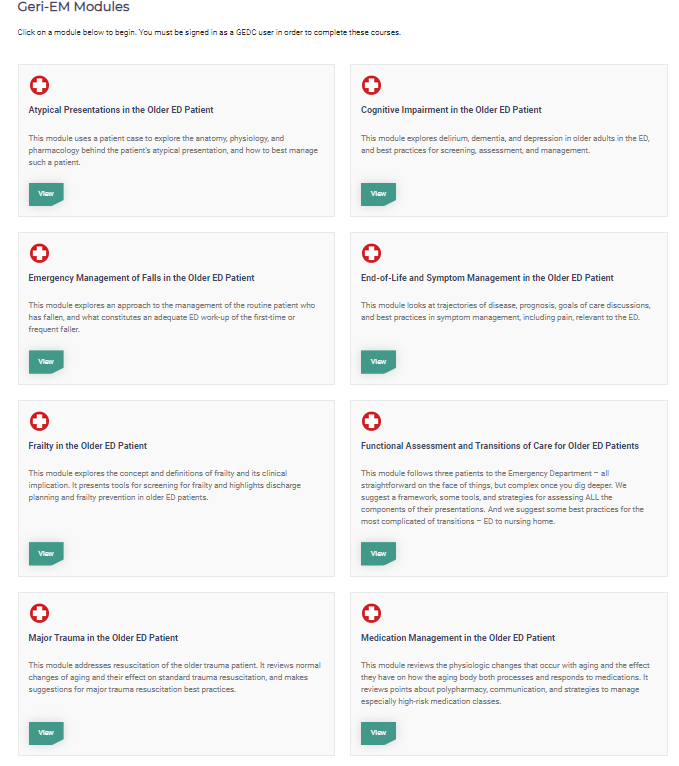 Geri-EM Modules
Click on a module below to begin. You must be signed in as a GEDC user in order to complete these courses.
Atypical Presentations in the Older ED Patient
This module uses a patient case to explore the anatomy, physiology, and
pharmacology behind the patient's atypical presentation, and how to best manage
such a patient.
View
Cognitive Impairment in the Older ED Patient
This module explores delirium, dementia, and depression in older adults in the ED,
and best practices for screening, assessment, and management.
View
Emergency Management of Falls in the Older ED Patient
This module explores an approach to the management of the routine patient who
has fallen, and what constitutes an adequate ED work-up of the first-time or
frequent faller.
View
End-of-Life and Symptom Management in the Older ED Patient
This module looks at trajectories of disease, prognosis, goals of care discussions,
and best practices in symptom management, including pain, relevant to the ED.
View
Frailty in the Older ED Patient
This module explores the concept and definitions of frailty and its clinical
implication. It presents tools for screening for frailty and highlights discharge
planning and frailty prevention in older ED patients.
View
Functional Assessment and Transitions of Care for Older ED Patients
This module follows three patients to the Emergency Department – all
straightforward on the face of things, but complex once you dig deeper. We
suggest a framework, some tools, and strategies for assessing ALL the
components of their presentations. And we suggest some best practices for the
most complicated of transitions – ED to nursing home.
View
Major Trauma in the Older ED Patient
This module addresses resuscitation of the older trauma patient. It reviews normal
changes of aging and their effect on standard trauma resuscitation, and makes
suggestions for major trauma resuscitation best practices.
View
Medication Management in the Older ED Patient
This module reviews the physiologic changes that occur with aging and the effect
they have on how the aging body both processes and responds to medications. It
reviews points about polypharmacy, communication, and strategies to manage
especially high-risk medication classes.
View